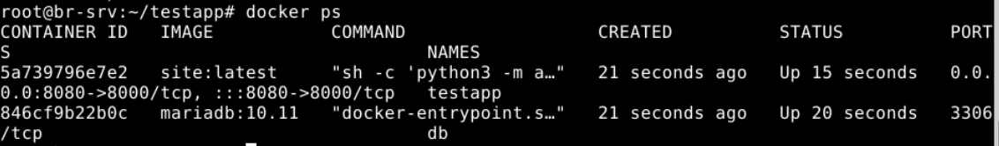 root@br-srv:~/testapp# docker ps
CONTAINER ID   IMAGE            COMMAND                  CREATED          STATUS          PORT
S                                         NAMES
5a739796e7e2   site:latest      "sh -c 'python3 -m a…"   21 seconds ago   Up 15 seconds   0.0.
0.0:8080->8000/tcp, :::8080->8000/tcp   testapp
846cf9b22b0c   mariadb:10.11    "docker-entrypoint.s…"   21 seconds ago   Up 20 seconds   3306
/tcp                                      db